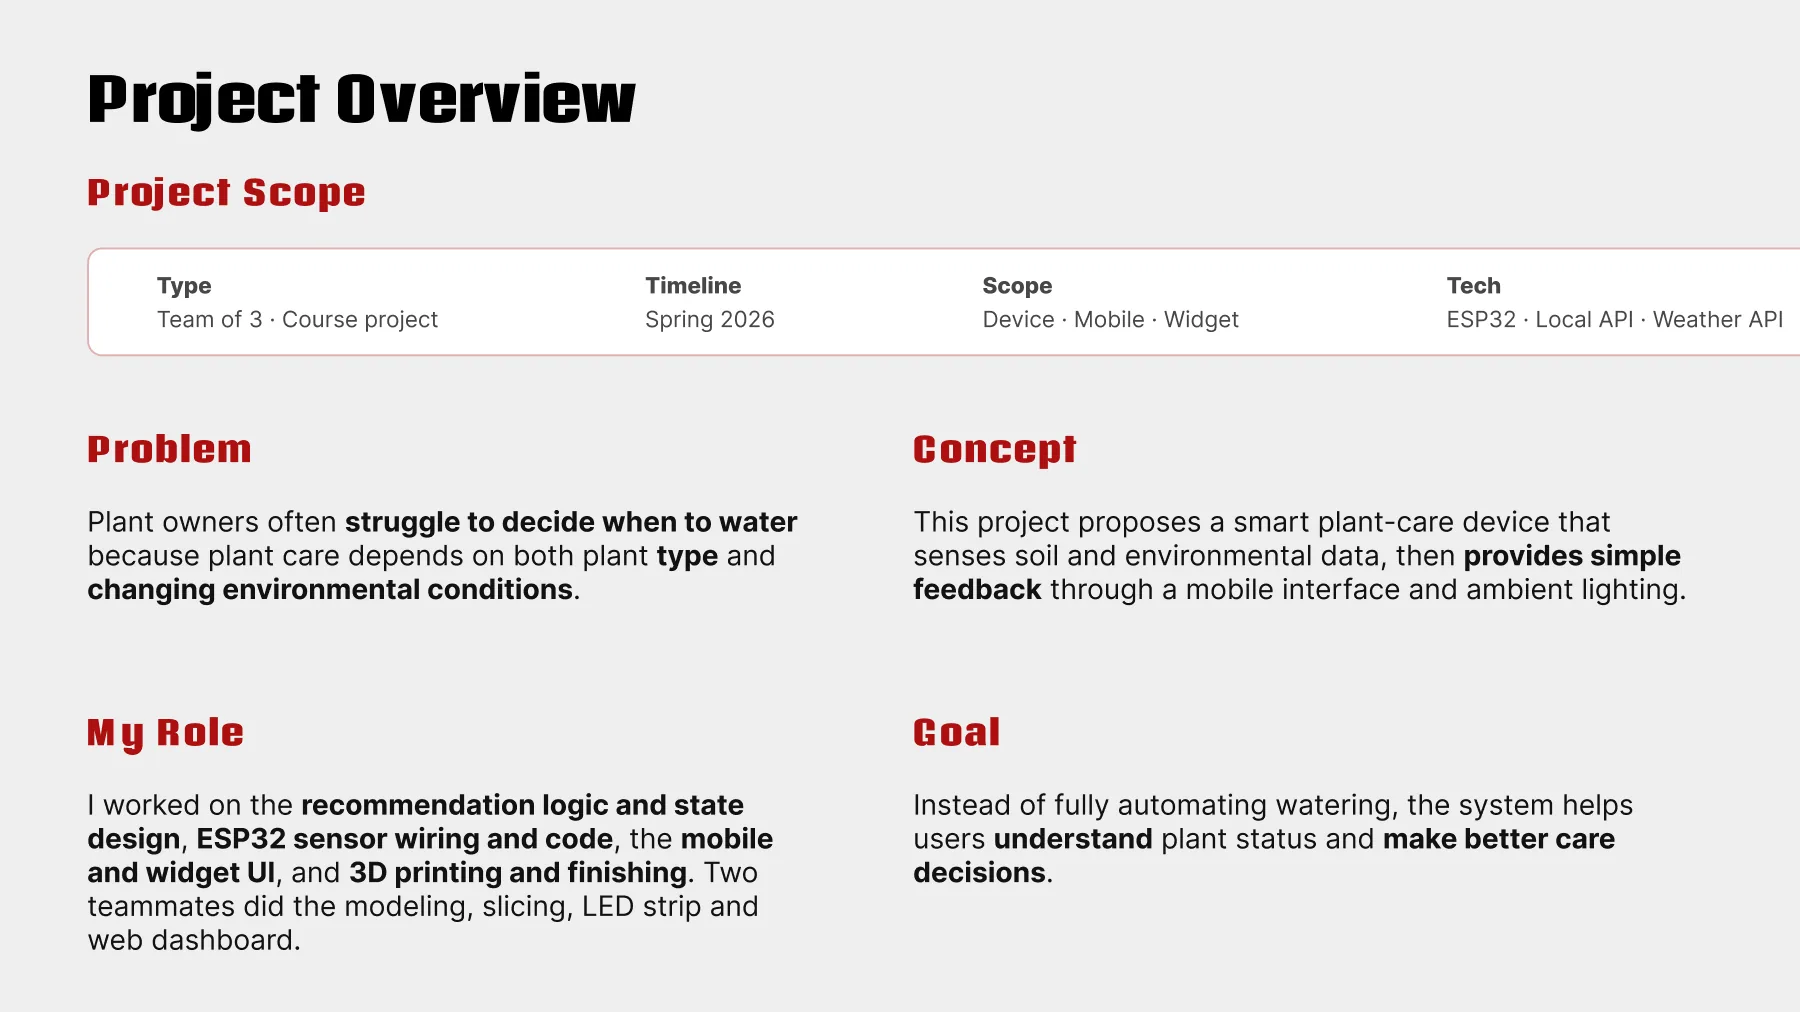 Project Overview
Project Scope
Type
Team of 3 · Course project
Timeline
Spring 2026
Scope
Device · Mobile · Widget
Tech
ESP32 · Local API · Weather API
Problem
Plant owners often struggle to decide when to water
because plant care depends on both plant type and
changing environmental conditions.
Concept
This project proposes a smart plant-care device that
senses soil and environmental data, then provides simple
feedback through a mobile interface and ambient lighting.
My Role
I worked on the recommendation logic and state
design, ESP32 sensor wiring and code, the mobile
and widget UI, and 3D printing and finishing. Two
teammates did the modeling, slicing, LED strip and
web dashboard.
Goal
Instead of fully automating watering, the system helps
users understand plant status and make better care
decisions.